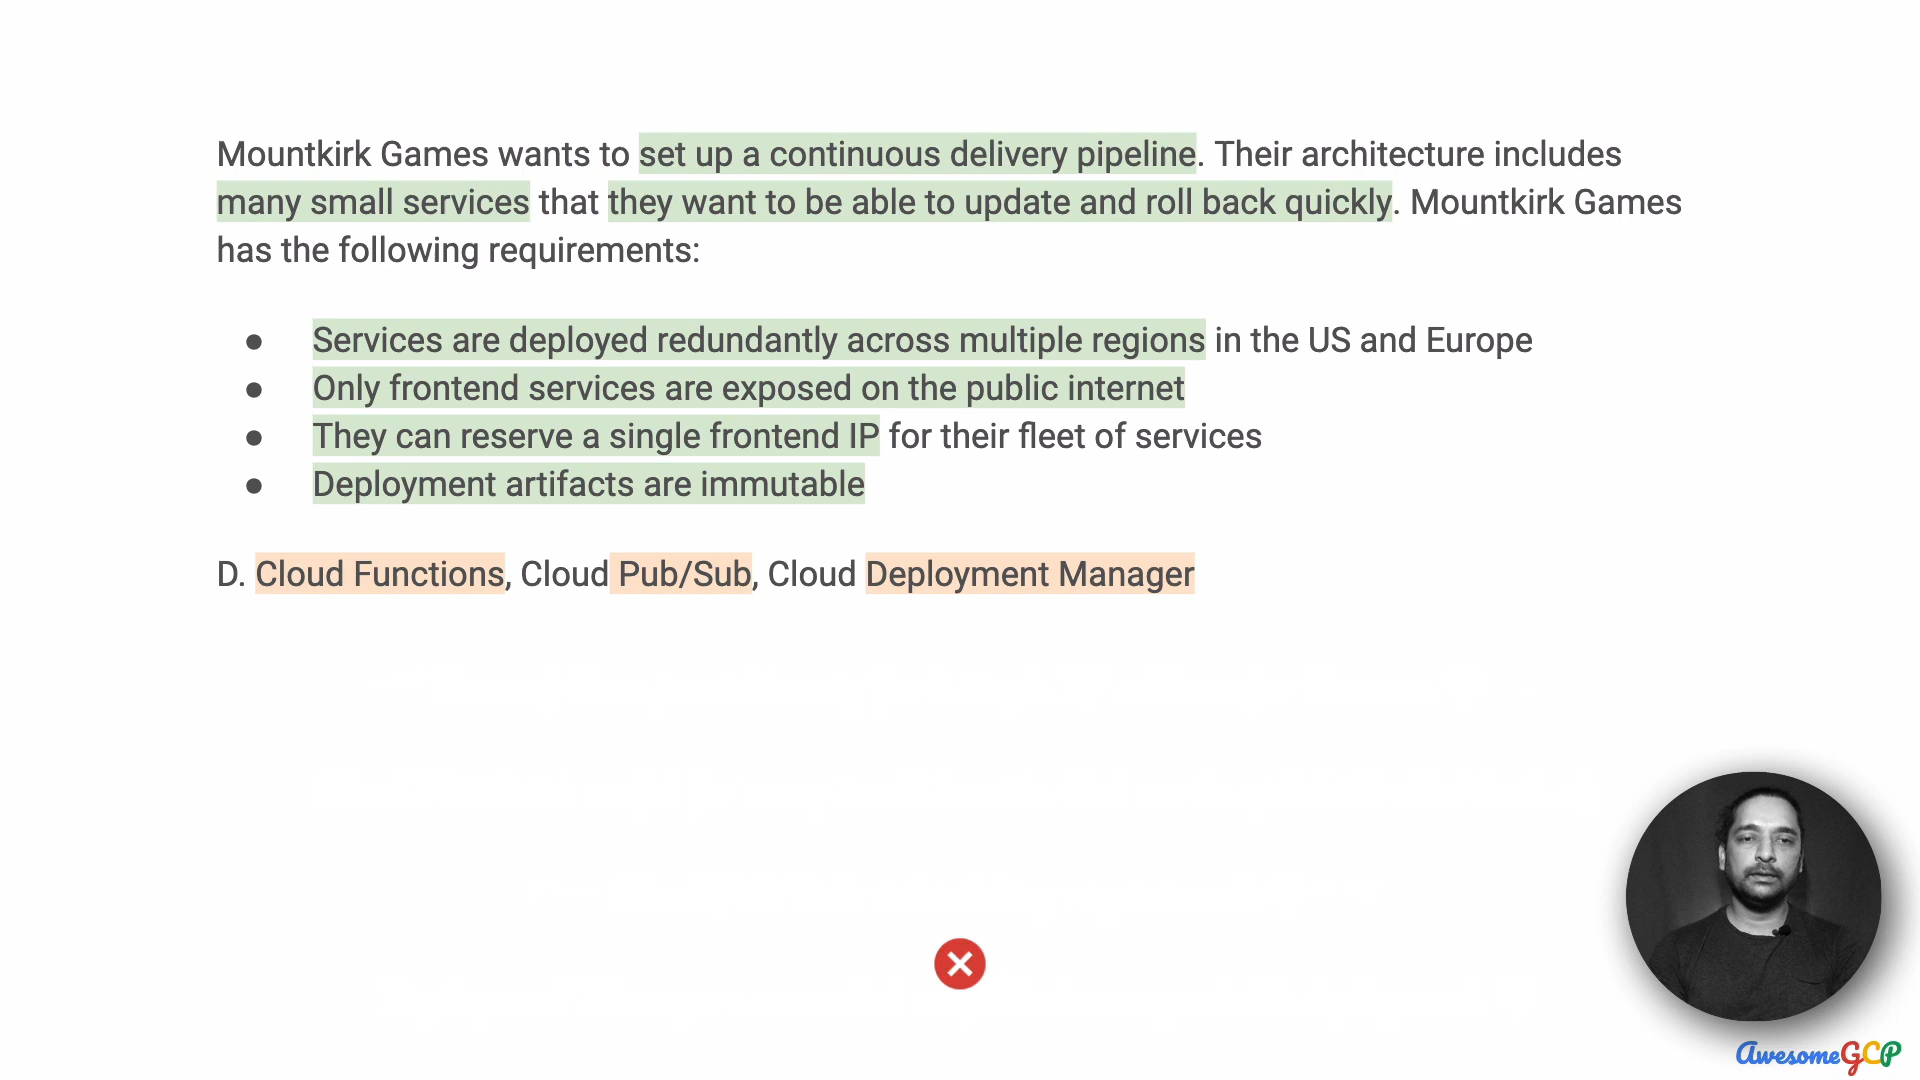 Mountkirk Games wants to set up a continuous delivery pipeline. Their architecture includes
many small services that they want to be able to update and roll back quickly. Mountkirk Games
has the following requirements:
● Services are deployed redundantly across multiple regions in the US and Europe
● Only frontend services are exposed on the public internet
● They can reserve a single frontend IP for their fleet of services
● Deployment artifacts are immutable
D. Cloud Functions, Cloud Pub/Sub, Cloud Deployment Manager
AwesomeGCP